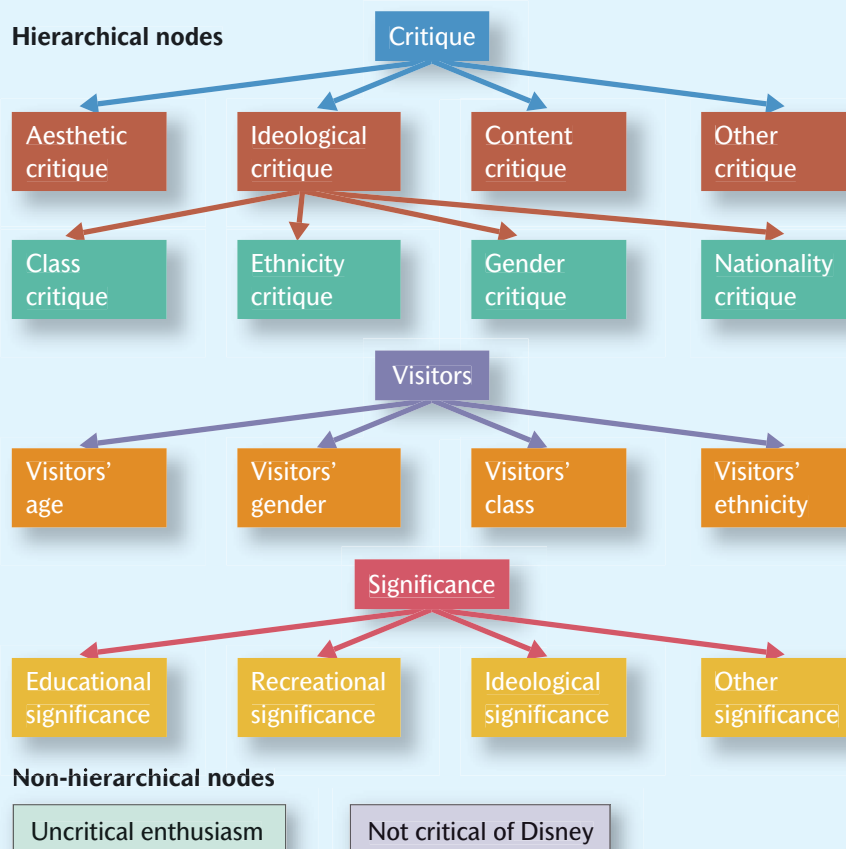 Hierarchical nodes
Critique
Aesthetic
critique
Ideological
critique
Content
critique
Other
critique
Class
critique
Ethnicity
critique
Gender
critique
Nationality
critique
Visitors
Visitors’
age
Visitors’
gender
Visitors’
class
Visitors’
ethnicity
Significance
Educational
significance
Recreational
significance
Ideological
significance
Other
significance
Non-hierarchical nodes
Uncritical enthusiasm
Not critical of Disney